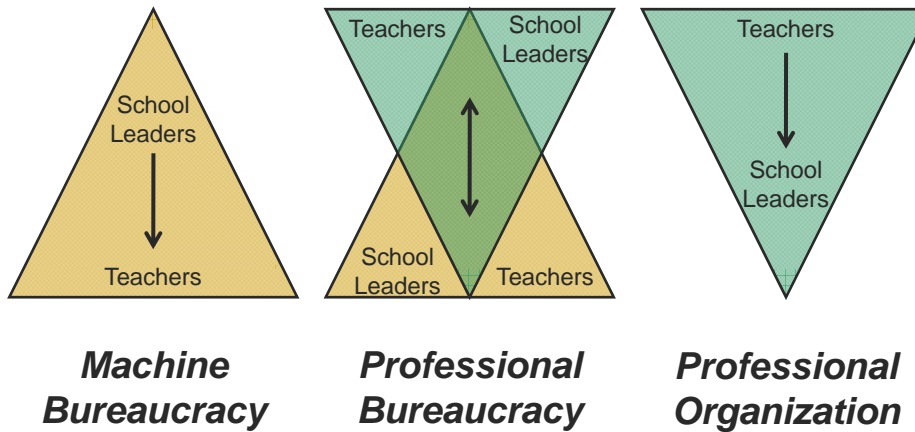 School
Leaders
Teachers
Machine
Bureaucracy
Teachers
School
Leaders
School
Leaders
Teachers
Professional
Bureaucracy
Teachers
School
Leaders
Professional
Organization